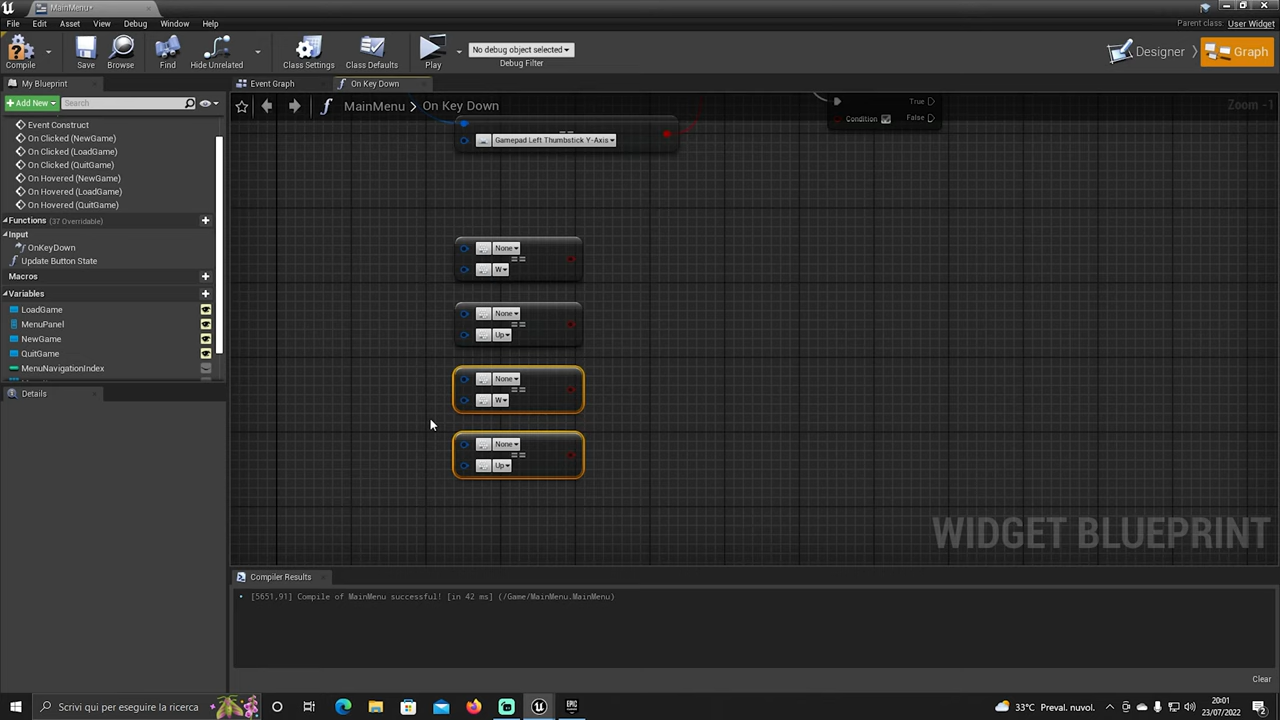 MainMenu*
File Edit Asset View Window Debug Window Help
Parent class: User Widget
Compile Save Browse Find Hide Unrelated Class Settings Class Defaults Play
No debug object selected
Debug Filter
Designer Graph
My Blueprint
Event Graph On Key Down
Add New Search
MainMenu > On Key Down
Zoom -1
Event Construct
On Clicked (NewGame)
On Clicked (LoadGame)
On Clicked (QuitGame)
On Hovered (NewGame)
On Hovered (LoadGame)
On Hovered (QuitGame)
Functions (37 Overridable)
Input
OnKeyDown
Update Button State
Macros
Variables
LoadGame
MenuPanel
NewGame
QuitGame
MenuNavigationIndex
Details
True
Condition False
==
Gamepad Left Thumbstick Y-Axis
None
==
W
None
==
Up
None
==
W
None
==
Up
WIDGET BLUEPRINT
Compiler Results
[5651,91] Compile of MainMenu successful! [in 42 ms] (/Game/MainMenu.MainMenu)
Clear
Scrivi qui per eseguire la ricerca
EPIC
33°C Preval. nuvol.
20:01
23/07/2022
2